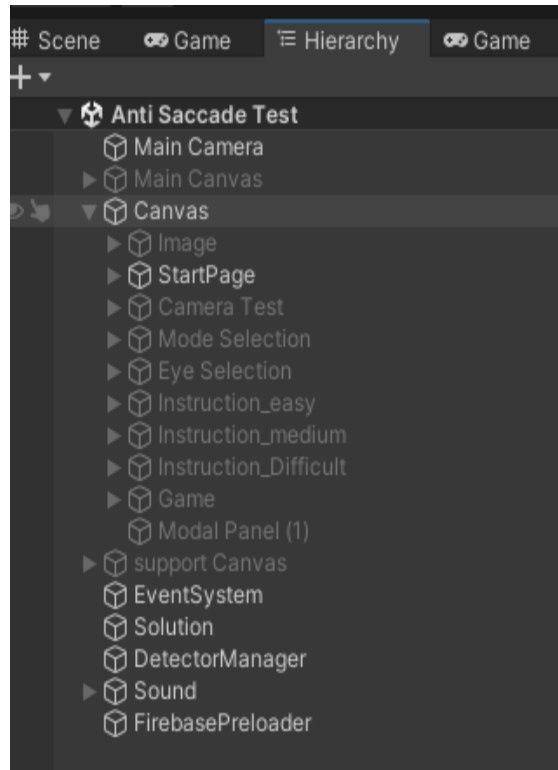 Scene Game Hierarchy Game
Anti Saccade Test
Main Camera
Main Canvas
Canvas
Image
StartPage
Camera Test
Mode Selection
Eye Selection
Instruction_easy
Instruction_medium
Instruction_Difficult
Game
Modal Panel (1)
support Canvas
EventSystem
Solution
DetectorManager
Sound
FirebasePreloader